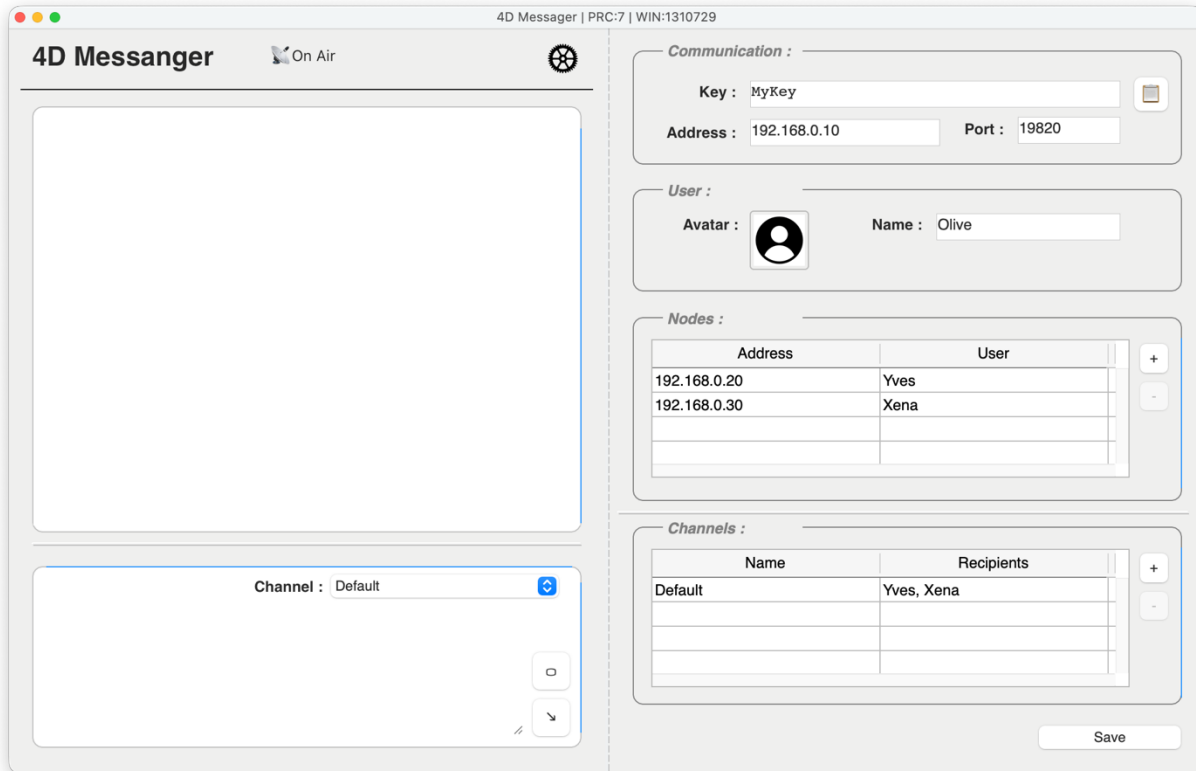 4D Messager | PRC:7 | WIN:1310729
4D Messanger
On Air
Channel :
Default
Communication :
Key :
MyKey
Address :
192.168.0.10
Port :
19820
User :
Avatar :
Name :
Olive
Nodes :
Address User
192.168.0.20 Yves
192.168.0.30 Xena
+
-
Channels :
Name Recipients
Default Yves, Xena
+
-
Save